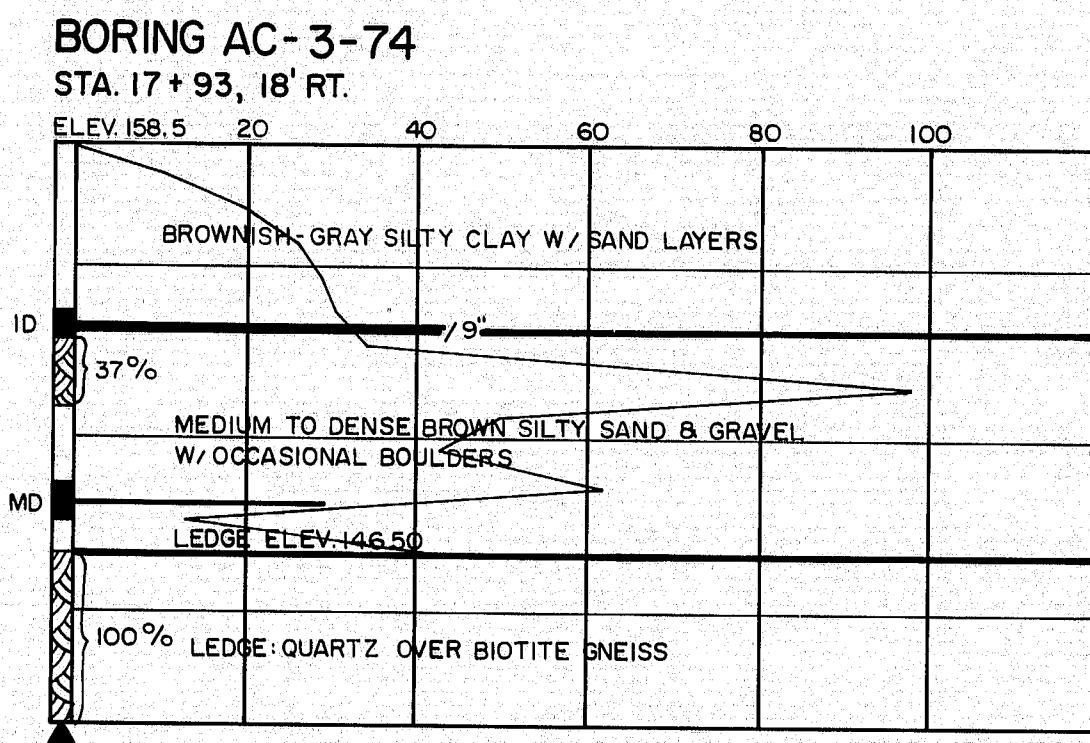 BORING AC-3-74
STA. 17+93, 18' RT.
ELEV. 158.5 20 40 60 80 100
BROWNISH-GRAY SILTY CLAY W/ SAND LAYERS
1D /9"
37%
MEDIUM TO DENSE BROWN SILTY SAND & GRAVEL
W/ OCCASIONAL BOULDERS
MD
LEDGE ELEV. 146.50
100% LEDGE: QUARTZ OVER BIOTITE GNEISS